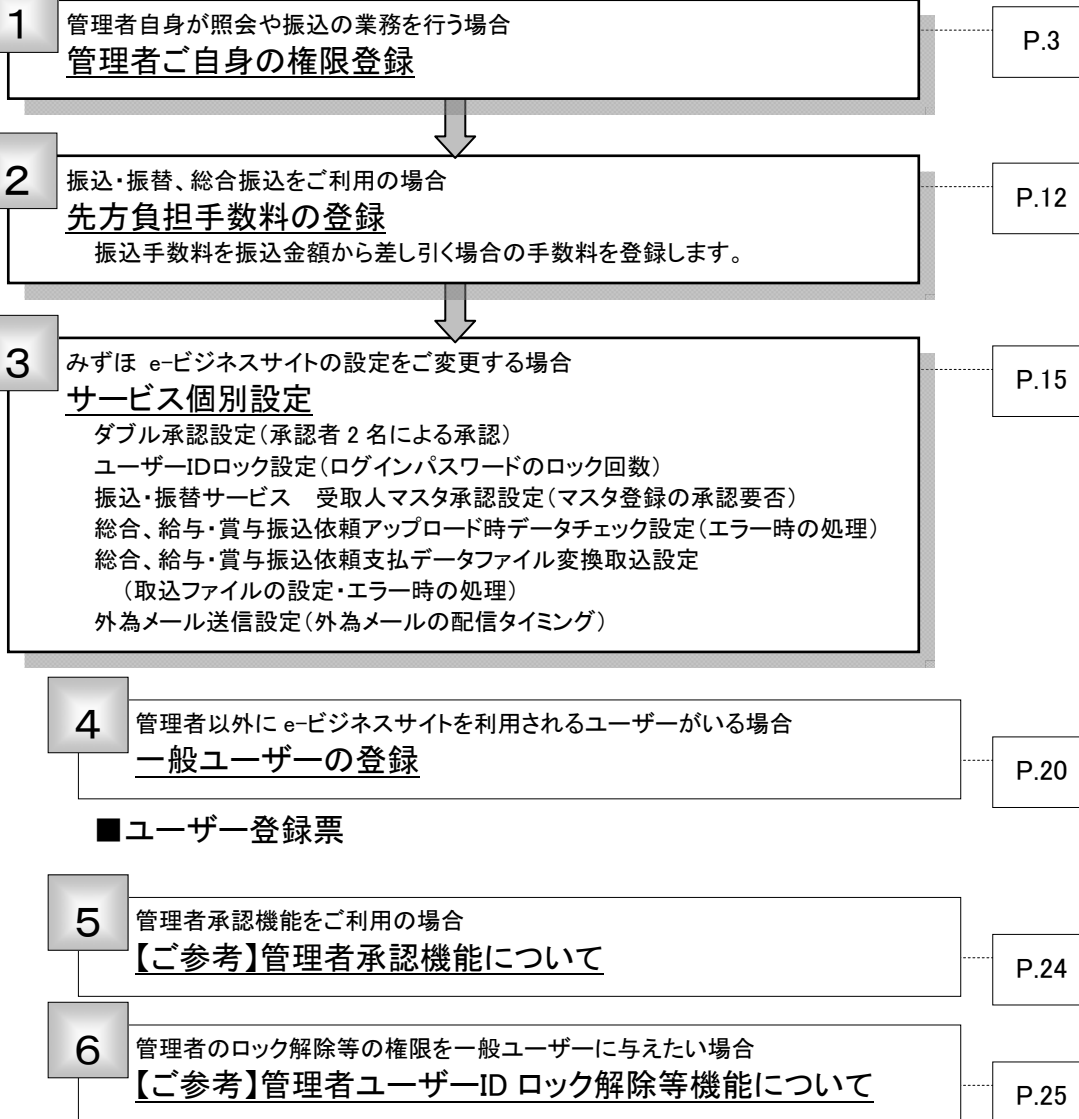 1
管理者自身が照会や振込の業務を行う場合
管理者ご自身の権限登録
P.3
2
振込・振替、総合振込をご利用の場合
先方負担手数料の登録
振込手数料を振込金額から差し引く場合の手数料を登録します。
P.12
3
みずほ e-ビジネスサイトの設定をご変更する場合
サービス個別設定
ダブル承認設定(承認者 2 名による承認)
ユーザーIDロック設定(ログインパスワードのロック回数)
振込・振替サービス　受取人マスタ承認設定(マスタ登録の承認要否)
総合、給与・賞与振込依頼アップロード時データチェック設定(エラー時の処理)
総合、給与・賞与振込依頼支払データファイル変換取込設定
(取込ファイルの設定・エラー時の処理)
外為メール送信設定(外為メールの配信タイミング)
P.15
4
管理者以外に e-ビジネスサイトを利用されるユーザーがいる場合
一般ユーザーの登録
P.20
■ユーザー登録票
5
管理者承認機能をご利用の場合
【ご参考】管理者承認機能について
P.24
6
管理者のロック解除等の権限を一般ユーザーに与えたい場合
【ご参考】管理者ユーザーID ロック解除等機能について
P.25